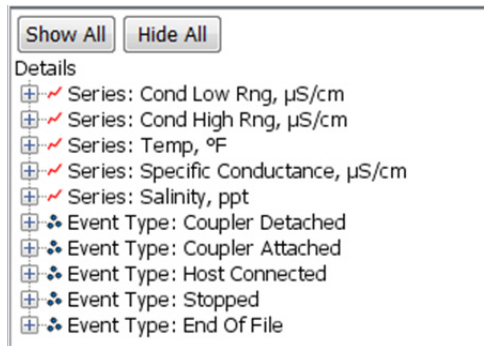 Show All Hide All
Details
Series: Cond Low Rng, µS/cm
Series: Cond High Rng, µS/cm
Series: Temp, ºF
Series: Specific Conductance, µS/cm
Series: Salinity, ppt
Event Type: Coupler Detached
Event Type: Coupler Attached
Event Type: Host Connected
Event Type: Stopped
Event Type: End Of File